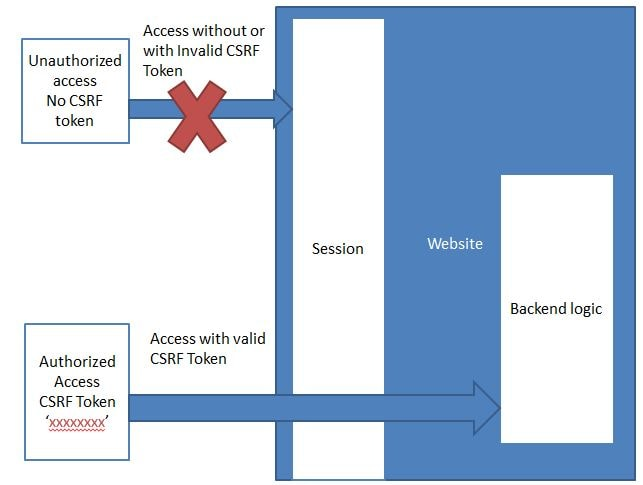 Access without or
with Invalid CSRF
Token
Unauthorized
access
No CSRF
token
Session
Website
Backend logic
Access with valid
CSRF Token
Authorized
Access
CSRF Token
‘xxxxxxxx’